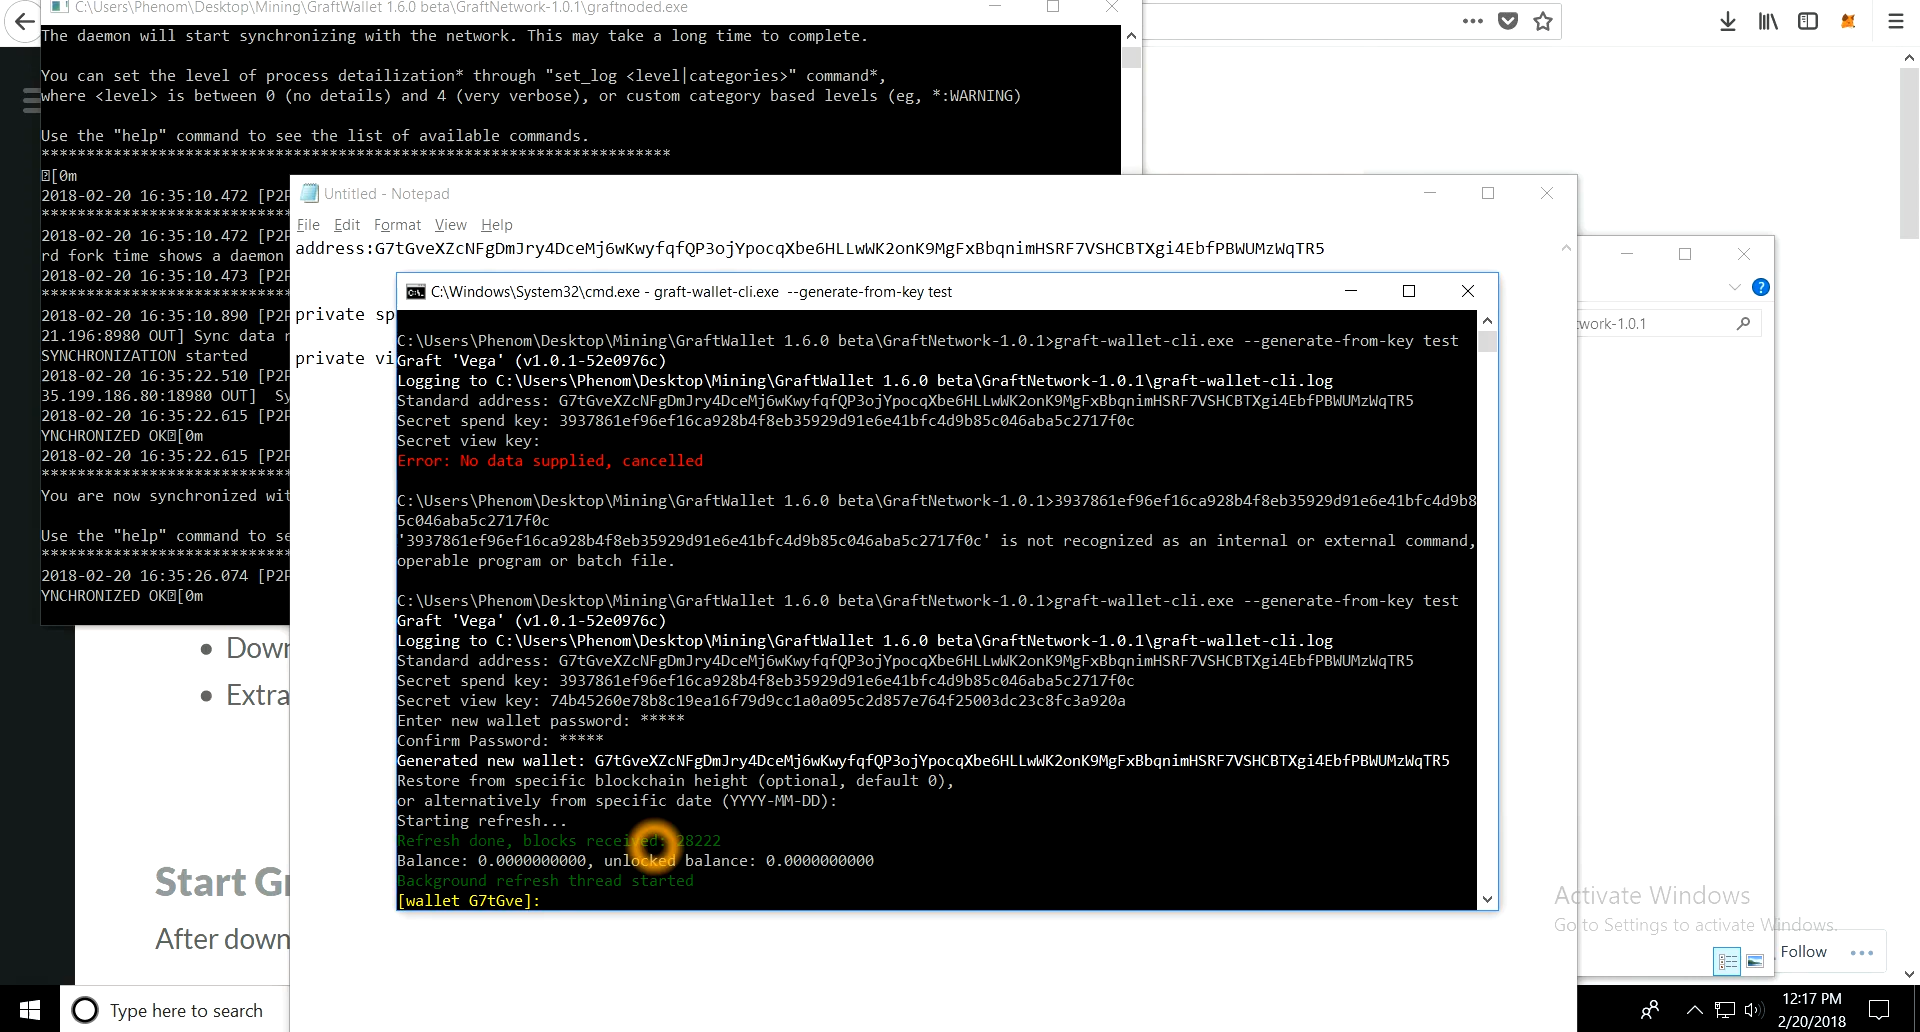 C:\Users\Phenom\Desktop\Mining\GraftWallet 1.6.0 beta\GraftNetwork-1.0.1\graftnoded.exe
The daemon will start synchronizing with the network. This may take a long time to complete.
You can set the level of process detailization* through "set_log <level|categories>" command*,
where <level> is between 0 (no details) and 4 (very verbose), or custom category based levels (eg, *:WARNING)
Use the "help" command to see the list of available commands.
**********************************************************************
[0m
2018-02-20 16:35:10.472 [P2P
****************************
2018-02-20 16:35:10.472 [P2P
rd fork time shows a daemon
2018-02-20 16:35:10.473 [P2P
****************************
2018-02-20 16:35:10.890 [P2P
21.196:8980 OUT] Sync data r
SYNCHRONIZATION started
2018-02-20 16:35:22.510 [P2P
35.199.186.80:18980 OUT]  Sy
2018-02-20 16:35:22.615 [P2P
YNCHRONIZED OK[0m
2018-02-20 16:35:22.615 [P2P
****************************
You are now synchronized wit
Use the "help" command to se
****************************
2018-02-20 16:35:26.074 [P2P
YNCHRONIZED OK[0m
Untitled - Notepad
File Edit Format View Help
address:G7tGveXZcNFgDmJry4DceMj6wKwyfqfQP3ojYpocqXbe6HLLwWK2onK9MgFxBbqnimHSRF7VSHCBTXgi4EbfPBWUMzWqTR5
private sp
private vi
C:\Windows\System32\cmd.exe - graft-wallet-cli.exe --generate-from-key test
C:\Users\Phenom\Desktop\Mining\GraftWallet 1.6.0 beta\GraftNetwork-1.0.1>graft-wallet-cli.exe --generate-from-key test
Graft 'Vega' (v1.0.1-52e0976c)
Logging to C:\Users\Phenom\Desktop\Mining\GraftWallet 1.6.0 beta\GraftNetwork-1.0.1\graft-wallet-cli.log
Standard address: G7tGveXZcNFgDmJry4DceMj6wKwyfqfQP3ojYpocqXbe6HLLwWK2onK9MgFxBbqnimHSRF7VSHCBTXgi4EbfPBWUMzWqTR5
Secret spend key: 3937861ef96ef16ca928b4f8eb35929d91e6e41bfc4d9b85c046aba5c2717f0c
Secret view key:
Error: No data supplied, cancelled
C:\Users\Phenom\Desktop\Mining\GraftWallet 1.6.0 beta\GraftNetwork-1.0.1>3937861ef96ef16ca928b4f8eb35929d91e6e41bfc4d9b8
5c046aba5c2717f0c
'3937861ef96ef16ca928b4f8eb35929d91e6e41bfc4d9b85c046aba5c2717f0c' is not recognized as an internal or external command,
operable program or batch file.
C:\Users\Phenom\Desktop\Mining\GraftWallet 1.6.0 beta\GraftNetwork-1.0.1>graft-wallet-cli.exe --generate-from-key test
Graft 'Vega' (v1.0.1-52e0976c)
Logging to C:\Users\Phenom\Desktop\Mining\GraftWallet 1.6.0 beta\GraftNetwork-1.0.1\graft-wallet-cli.log
Standard address: G7tGveXZcNFgDmJry4DceMj6wKwyfqfQP3ojYpocqXbe6HLLwWK2onK9MgFxBbqnimHSRF7VSHCBTXgi4EbfPBWUMzWqTR5
Secret spend key: 3937861ef96ef16ca928b4f8eb35929d91e6e41bfc4d9b85c046aba5c2717f0c
Secret view key: 74b45260e78b8c19ea16f79d9cc1a0a095c2d857e764f25003dc23c8fc3a920a
Enter new wallet password: *****
Confirm Password: *****
Generated new wallet: G7tGveXZcNFgDmJry4DceMj6wKwyfqfQP3ojYpocqXbe6HLLwWK2onK9MgFxBbqnimHSRF7VSHCBTXgi4EbfPBWUMzWqTR5
Restore from specific blockchain height (optional, default 0),
or alternatively from specific date (YYYY-MM-DD):
Starting refresh...
Refresh done, blocks received: 28222
Balance: 0.0000000000, unlocked balance: 0.0000000000
Background refresh thread started
[wallet G7tGve]:
work-1.0.1
Down
Extra
Start Gr
After down
Activate Windows
Go to Settings to activate Windows.
Follow
Type here to search
12:17 PM
2/20/2018